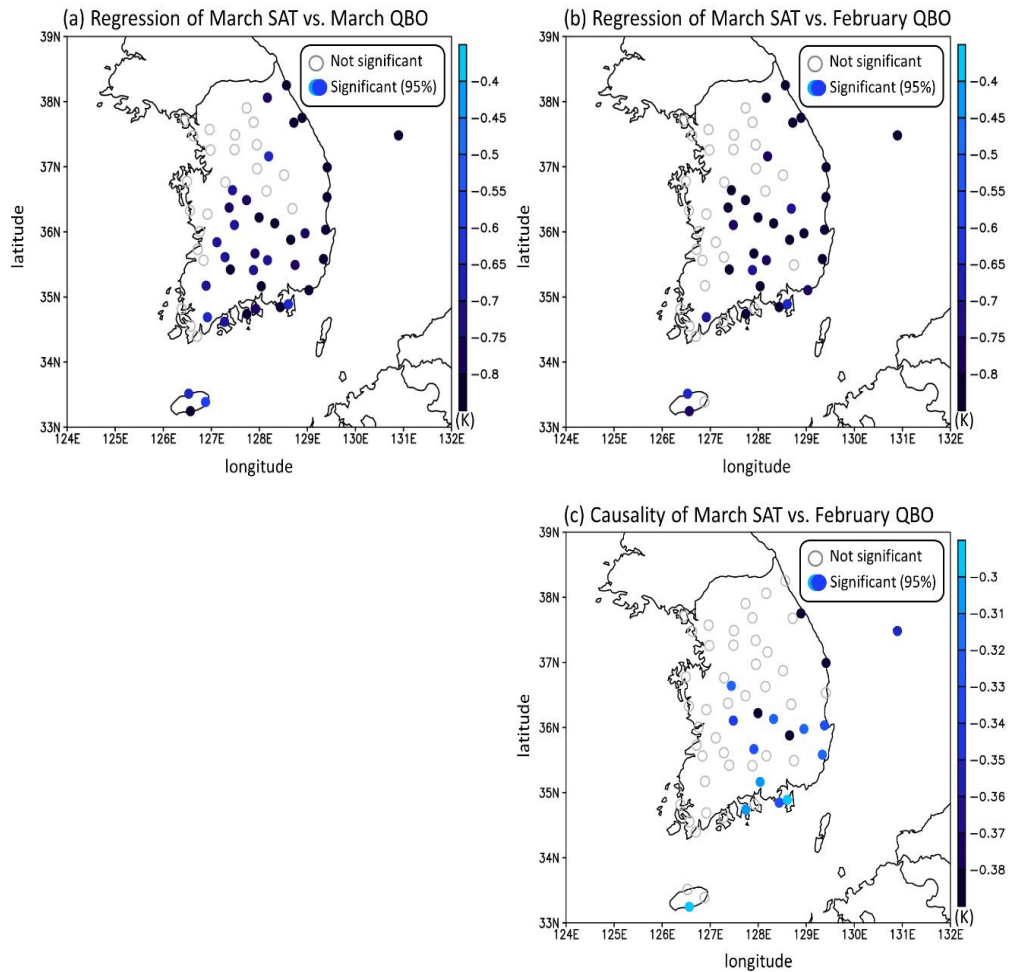 (a) Regression of March SAT vs. March QBO
39N
38N
37N
36N
35N
34N
33N
latitude
Not significant
Significant (95%)
−0.4
−0.45
−0.5
−0.55
−0.6
−0.65
−0.7
−0.75
−0.8
(K)
124E 125E 126E 127E 128E 129E 130E 131E 132E
longitude
(b) Regression of March SAT vs. February QBO
39N
38N
37N
36N
35N
34N
33N
latitude
Not significant
Significant (95%)
−0.4
−0.45
−0.5
−0.55
−0.6
−0.65
−0.7
−0.75
−0.8
(K)
124E 125E 126E 127E 128E 129E 130E 131E 132E
longitude
(c) Causality of March SAT vs. February QBO
39N
38N
37N
36N
35N
34N
33N
latitude
Not significant
Significant (95%)
−0.3
−0.31
−0.32
−0.33
−0.34
−0.35
−0.36
−0.37
−0.38
(K)
124E 125E 126E 127E 128E 129E 130E 131E 132E
longitude